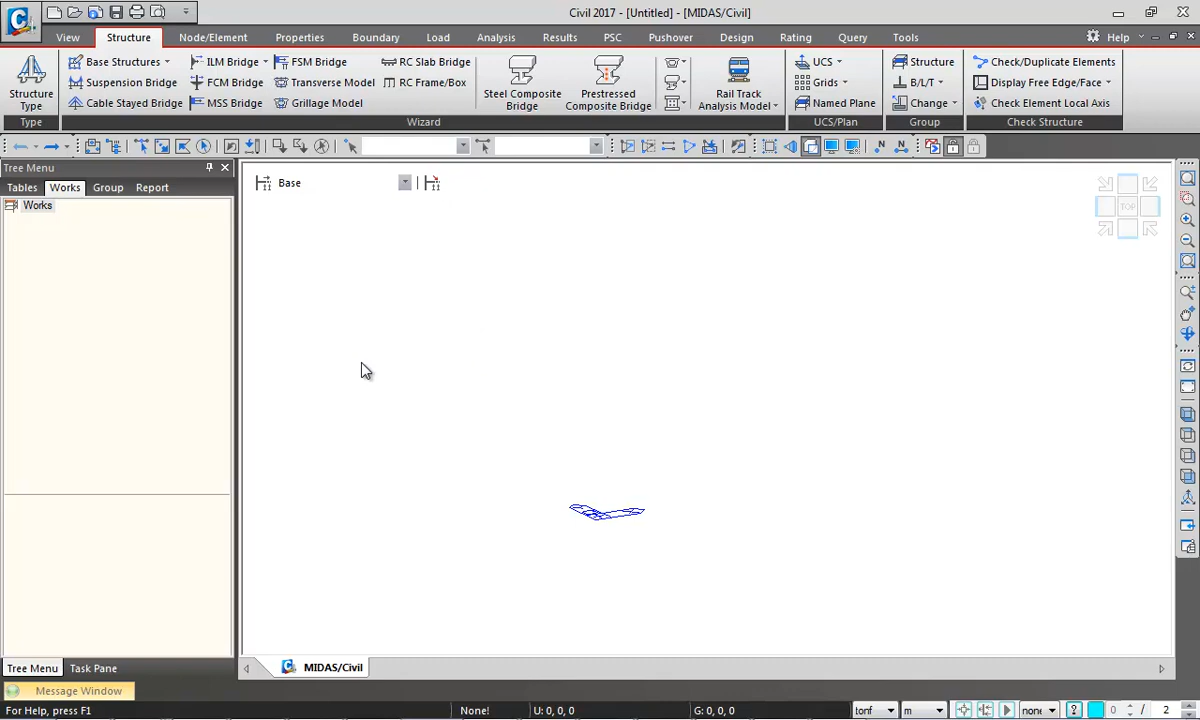 Civil 2017 - [Untitled] - [MIDAS/Civil]
View Structure Node/Element Properties Boundary Load Analysis Results PSC Pushover Design Rating Query Tools Help
Structure Type
Type
Base Structures
Suspension Bridge
Cable Stayed Bridge
ILM Bridge
FCM Bridge
MSS Bridge
FSM Bridge
Transverse Model
Grillage Model
RC Slab Bridge
RC Frame/Box
Steel Composite Bridge
Prestressed Composite Bridge
Rail Track Analysis Model
Wizard
UCS
Grids
Named Plane
UCS/Plan
Structure
B/L/T
Change
Group
Check/Duplicate Elements
Display Free Edge/Face
Check Element Local Axis
Check Structure
N N
Tree Menu
Tables Works Group Report
Works
Base
TOP
MIDAS/Civil
Tree Menu Task Pane
Message Window
For Help, press F1 None! U: 0, 0, 0 G: 0, 0, 0 tonf m none ? 0 / 2